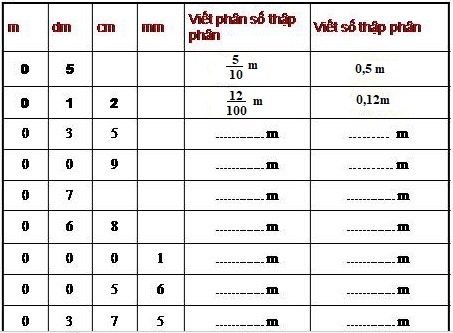 m dm cm mm Viết phân số thập phân Viết số thập phân
0 5 5/10 m 0,5 m
0 1 2 12/100 m 0,12m
0 3 5 ..............m ......... m
0 0 9 ..............m ..............m
0 7 ..............m ..............m
0 6 8 ..............m ..............m
0 0 0 1 ..............m ..............m
0 0 5 6 ..............m ..............m
0 3 7 5 ..............m ..............m